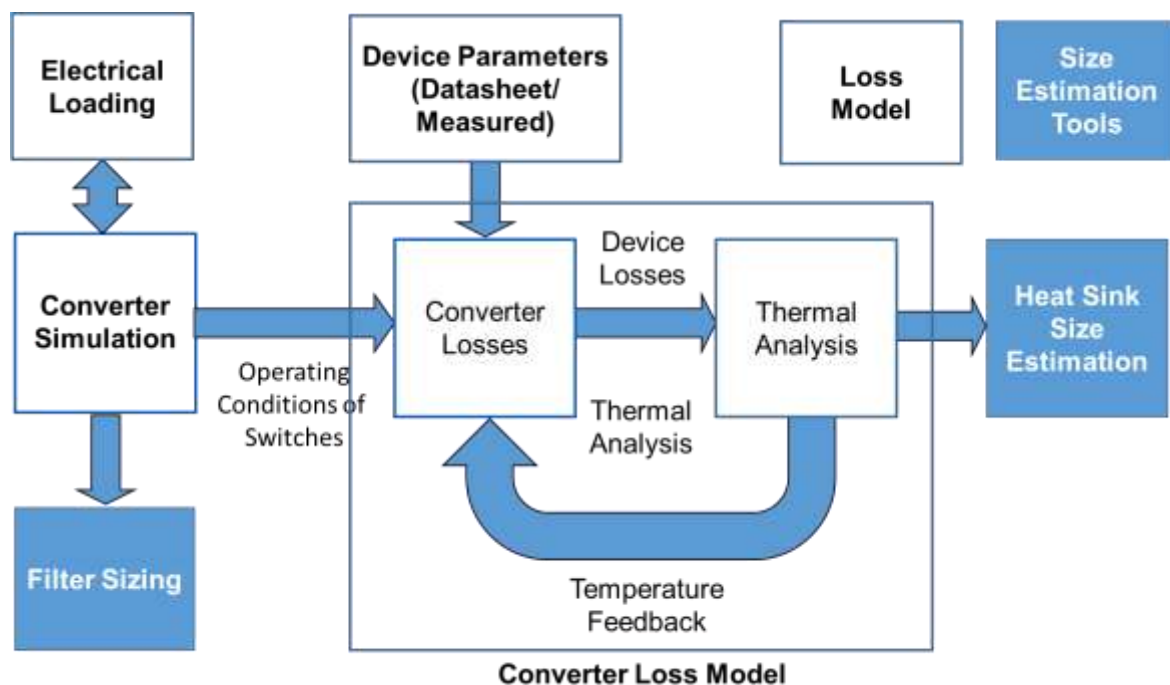 Electrical
Loading
Device Parameters
(Datasheet/
Measured)
Loss
Model
Size
Estimation
Tools
Converter
Simulation
Operating
Conditions of
Switches
Converter
Losses
Device
Losses
Thermal
Analysis
Thermal
Analysis
Heat Sink
Size
Estimation
Filter Sizing
Temperature
Feedback
Converter Loss Model